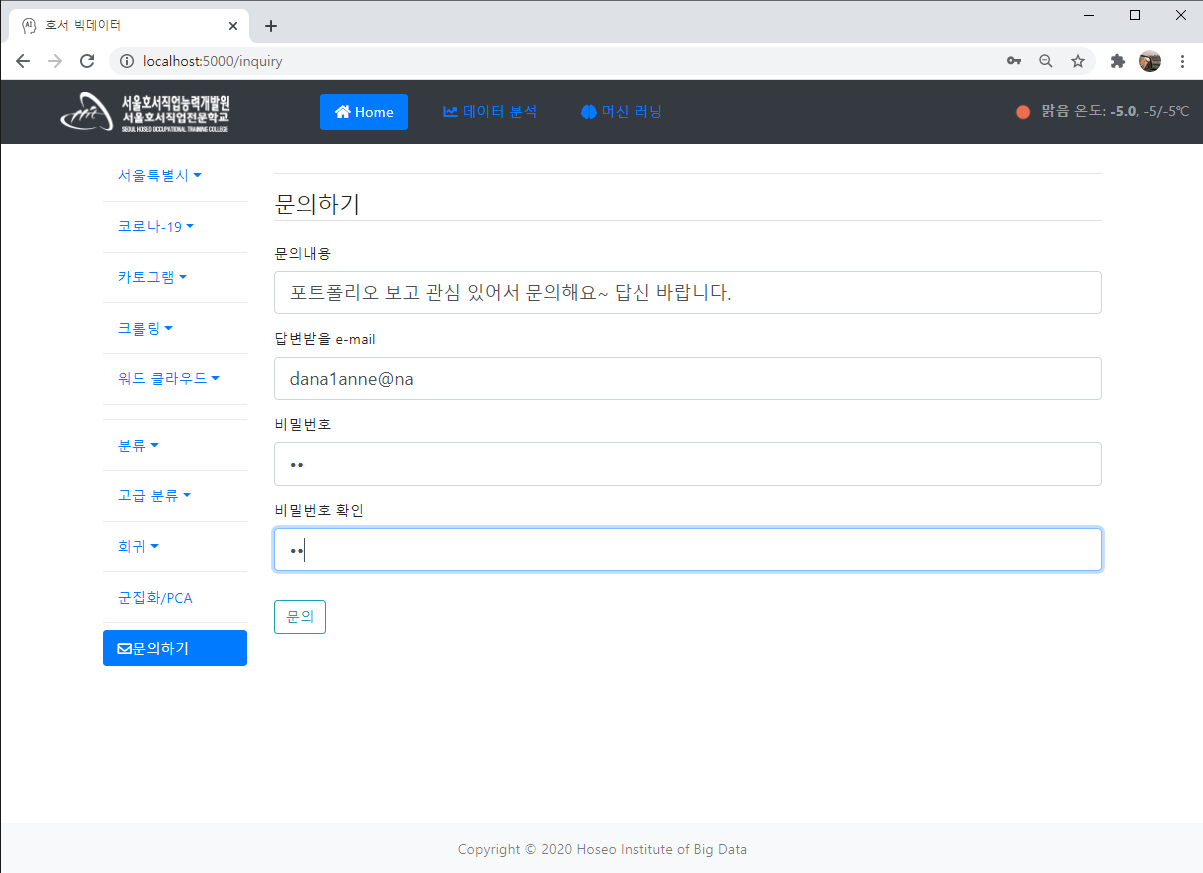 호서 빅데이터
localhost:5000/inquiry
서울호서직업능력개발원
서울호서직업전문학교
SEOUL HOSEO OCCUPATIONAL TRAINING COLLEGE
Home
데이터 분석
머신 러닝
맑음 온도: -5.0, -5/-5℃
서울특별시
코로나-19
카토그램
크롤링
워드 클라우드
분류
고급 분류
회귀
군집화/PCA
문의하기
문의하기
문의내용
포트폴리오 보고 관심 있어서 문의해요~ 답신 바랍니다.
답변받을 e-mail
dana1anne@na
비밀번호
••
비밀번호 확인
••
문의
Copyright © 2020 Hoseo Institute of Big Data